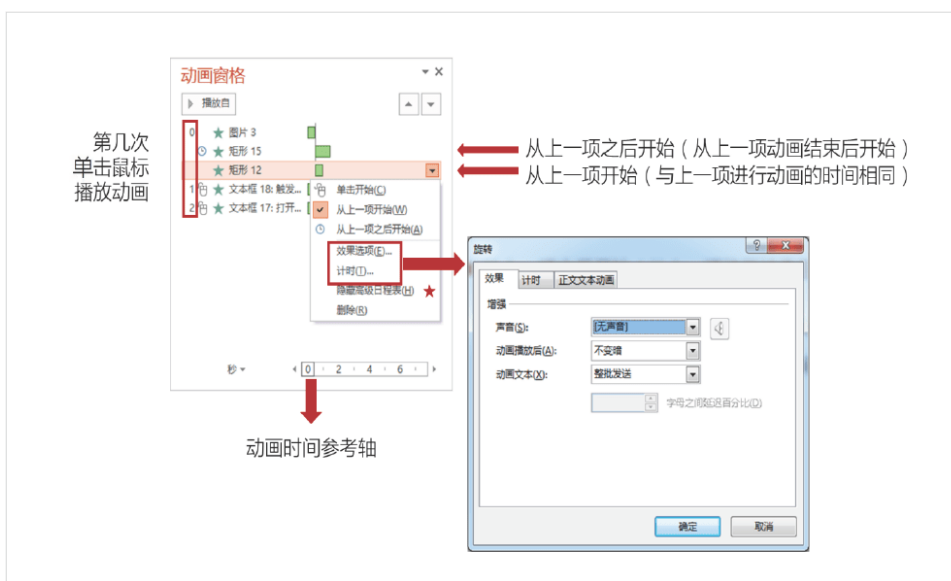 动画窗格
播放自
0 图片 3
矩形 15
矩形 12
1 文本框 18: 触发...
2 文本框 17: 打开...
单击开始(C)
从上一项开始(W)
从上一项之后开始(A)
效果选项(E)...
计时(T)...
隐藏高级日程表(H)
删除(R)
秒 0 2 4 6
第几次
单击鼠标
播放动画
从上一项之后开始（从上一项动画结束后开始）
从上一项开始（与上一项进行动画的时间相同）
动画时间参考轴
旋转
效果 计时 正文文本动画
增强
声音(S): [无声音]
动画播放后(A): 不变暗
动画文本(X): 整批发送
字母之间延迟百分比(D)
确定 取消